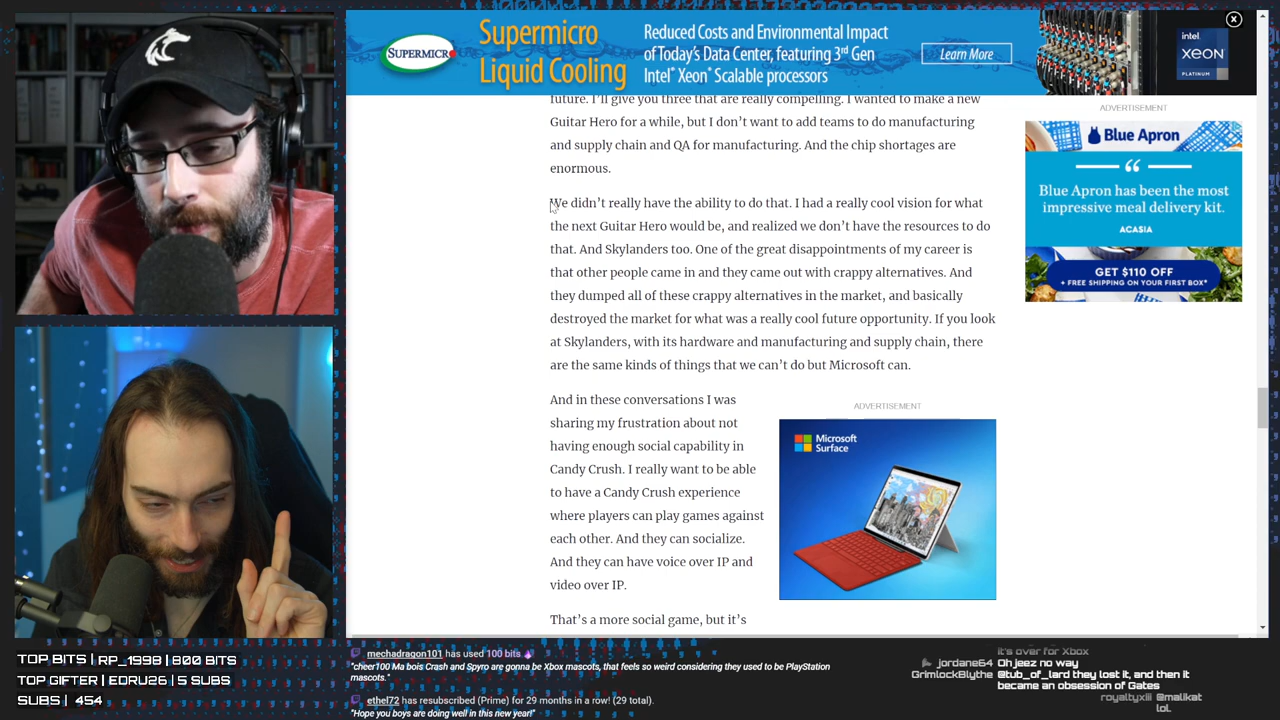 SUPERMICR
Supermicro
Liquid Cooling
Reduced Costs and Environmental Impact
of Today's Data Center, featuring 3rd Gen
Intel® Xeon® Scalable processors
Learn More
intel.
XEON
PLATINUM
future. I'll give you three that are really compelling. I wanted to make a new
Guitar Hero for a while, but I don't want to add teams to do manufacturing
and supply chain and QA for manufacturing. And the chip shortages are
enormous.
We didn't really have the ability to do that. I had a really cool vision for what
the next Guitar Hero would be, and realized we don't have the resources to do
that. And Skylanders too. One of the great disappointments of my career is
that other people came in and they came out with crappy alternatives. And
they dumped all of these crappy alternatives in the market, and basically
destroyed the market for what was a really cool future opportunity. If you look
at Skylanders, with its hardware and manufacturing and supply chain, there
are the same kinds of things that we can't do but Microsoft can.
And in these conversations I was
sharing my frustration about not
having enough social capability in
Candy Crush. I really want to be able
to have a Candy Crush experience
where players can play games against
each other. And they can socialize.
And they can have voice over IP and
video over IP.
That's a more social game, but it's
ADVERTISEMENT
Microsoft
Surface
ADVERTISEMENT
Blue Apron
Blue Apron has been the most
impressive meal delivery kit.
ACASIA
GET $110 OFF
+ FREE SHIPPING ON YOUR FIRST BOX*
TOP BITS | RP_1998 | 800 BITS
TOP GIFTER | EDRU26 | 5 SUBS
SUBS | 454
mechadragon101 has used 100 bits
"cheer100 Ma bois Crash and Spyro are gonna be Xbox mascots, that feels so weird considering they used to be PlayStation
mascots."
ethel72 has resubscribed (Prime) for 29 months in a row! (29 total).
"Hope you boys are doing well in this new year!"
it's over for Xbox
jordane64 Oh jeez no way
GrimlockBlythe @tub_of_lard they lost it, and then it
became an obsession of Gates
royaltyxiii @malikat
lol.